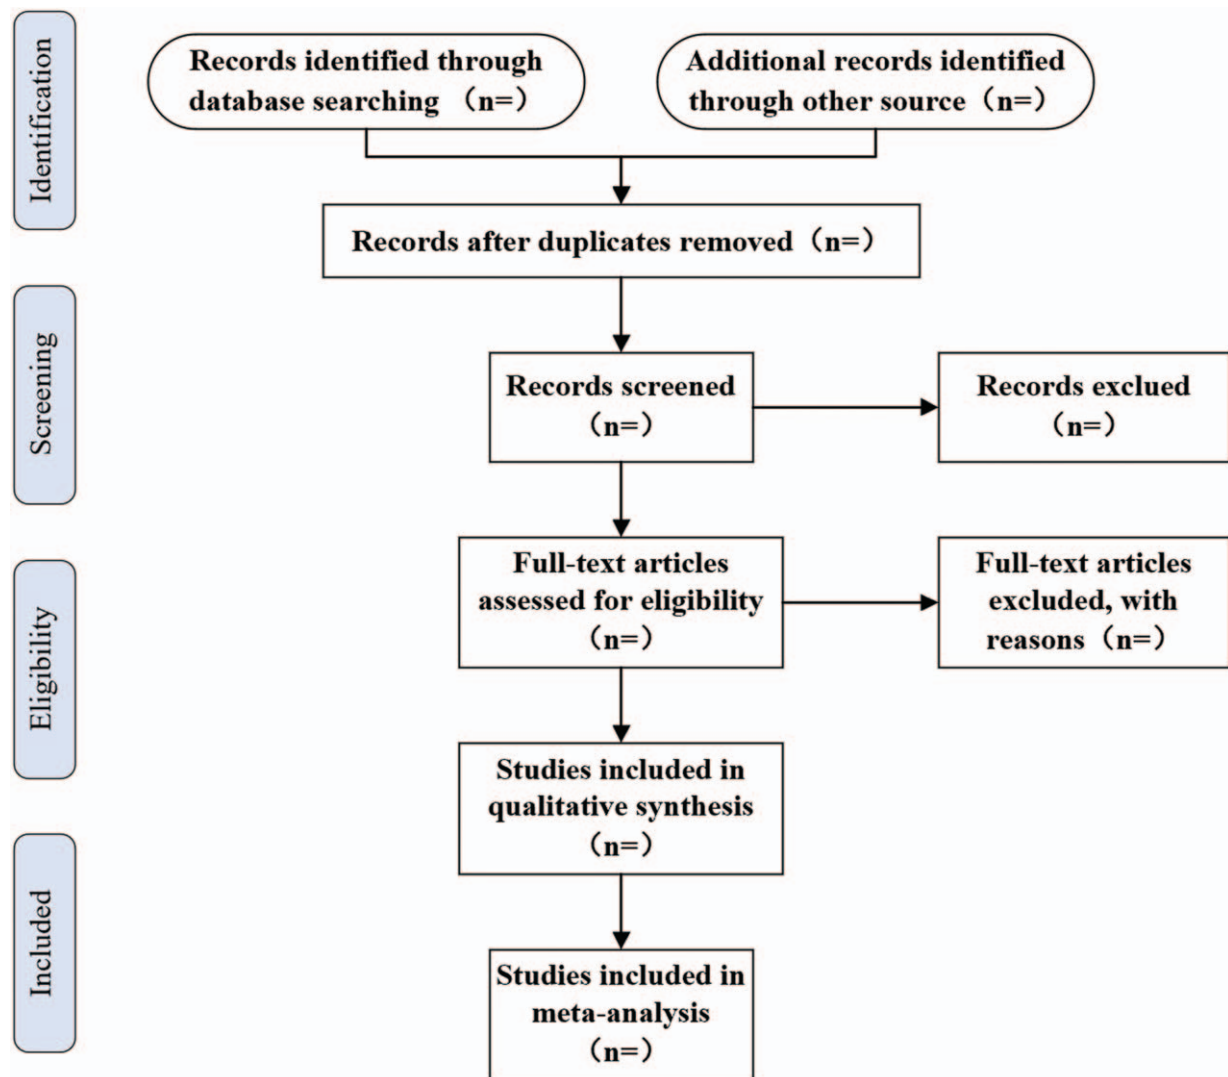 Identification
Records identified through
database searching （n=）
Additional records identified
through other source（n=）
Records after duplicates removed（n=）
Screening
Records screened
（n=）
Records exclued
（n=）
Eligibility
Full-text articles
assessed for eligibility
（n=）
Full-text articles
excluded, with
reasons（n=）
Studies included in
qualitative synthesis
（n=）
Included
Studies included in
meta-analysis
（n=）